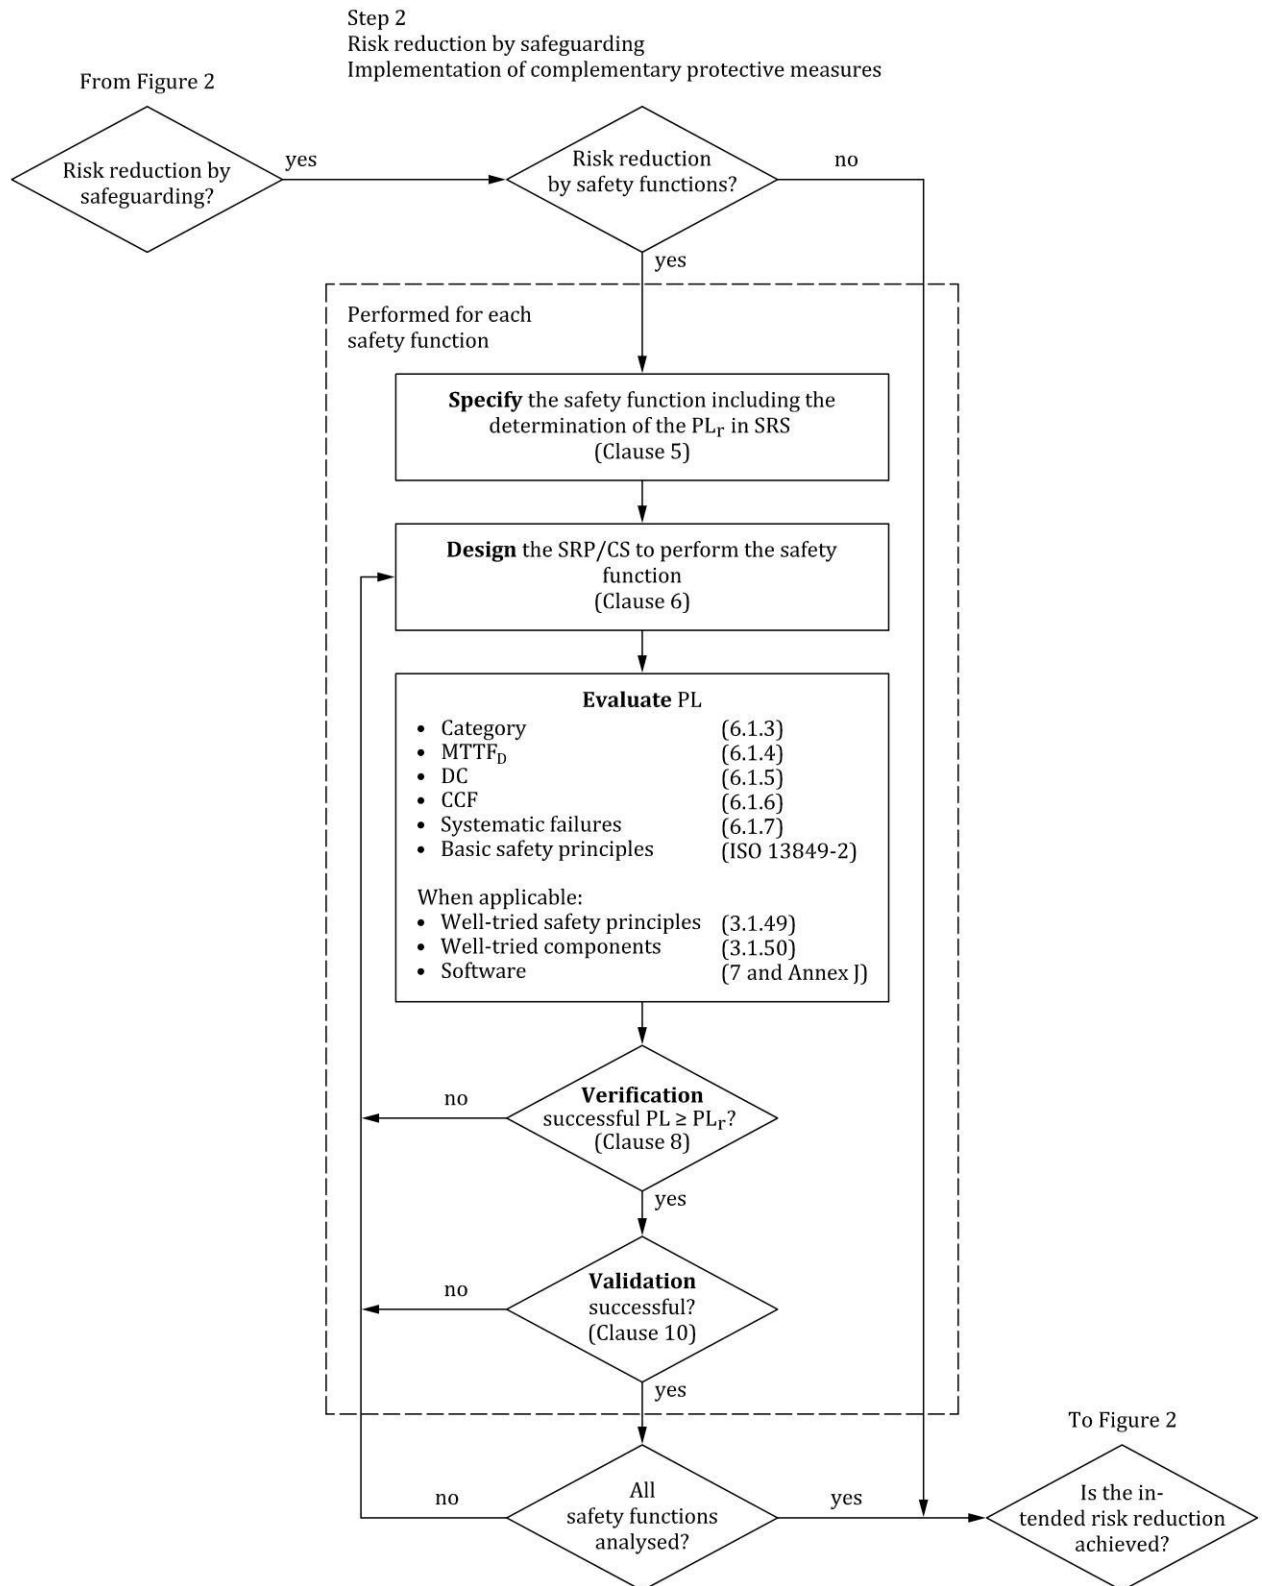 Step 2
Risk reduction by safeguarding
Implementation of complementary protective measures
From Figure 2
Risk reduction by
safeguarding?
yes
Risk reduction
by safety functions?
no
yes
Performed for each
safety function
Specify the safety function including the
determination of the PLr in SRS
(Clause 5)
Design the SRP/CS to perform the safety
function
(Clause 6)
Evaluate PL
• Category (6.1.3)
• MTTFD (6.1.4)
• DC (6.1.5)
• CCF (6.1.6)
• Systematic failures (6.1.7)
• Basic safety principles (ISO 13849-2)
When applicable:
• Well-tried safety principles (3.1.49)
• Well-tried components (3.1.50)
• Software (7 and Annex J)
no
Verification
successful PL ≥ PLr?
(Clause 8)
yes
no
Validation
successful?
(Clause 10)
yes
To Figure 2
no
All
safety functions
analysed?
yes
Is the in-
tended risk reduction
achieved?